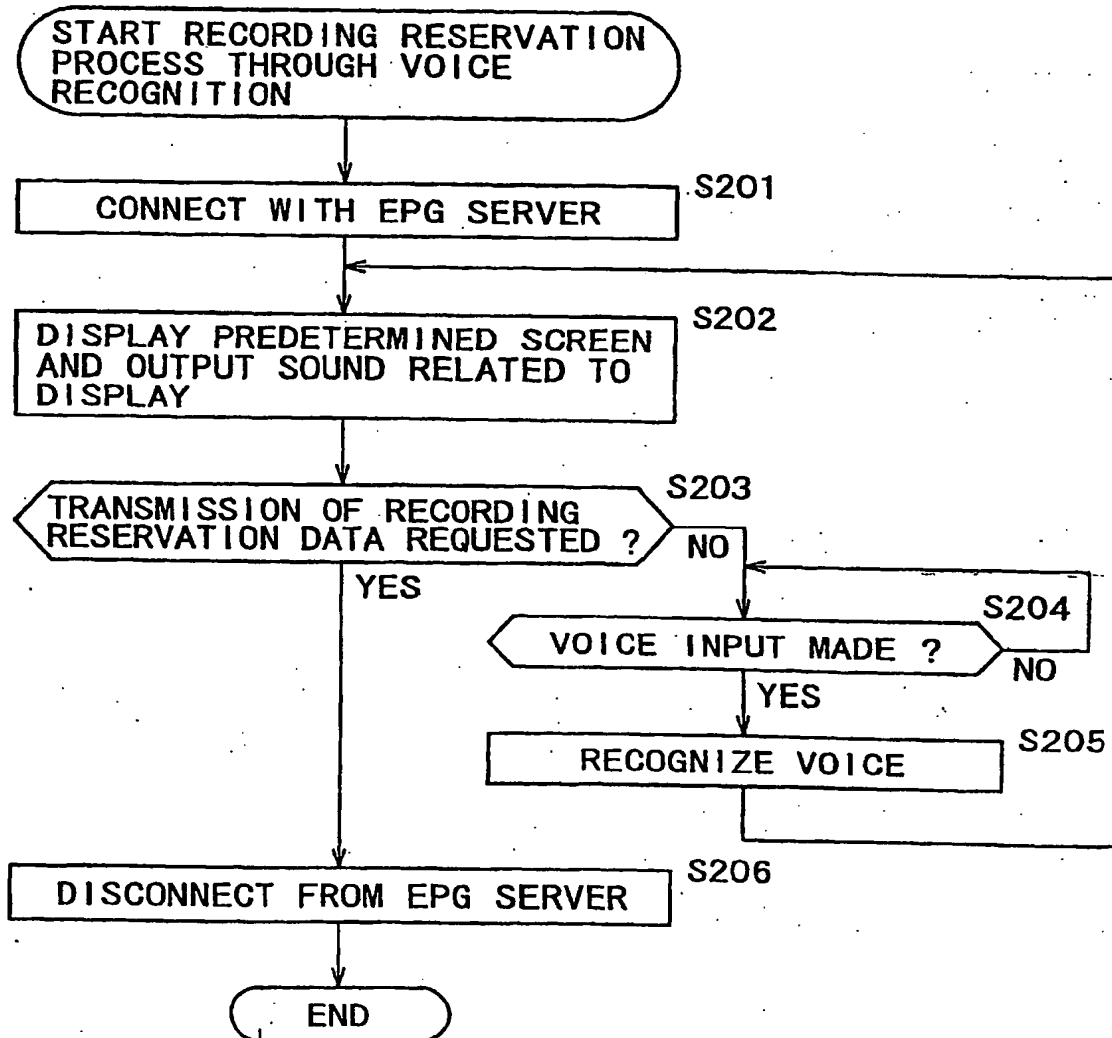 START RECORDING RESERVATION
PROCESS THROUGH VOICE
RECOGNITION
S201
CONNECT WITH EPG SERVER
S202
DISPLAY PREDETERMINED SCREEN
AND OUTPUT SOUND RELATED TO
DISPLAY
S203
TRANSMISSION OF RECORDING
RESERVATION DATA REQUESTED ?
NO
YES
S204
VOICE INPUT MADE ?
NO
YES
S205
RECOGNIZE VOICE
S206
DISCONNECT FROM EPG SERVER
END